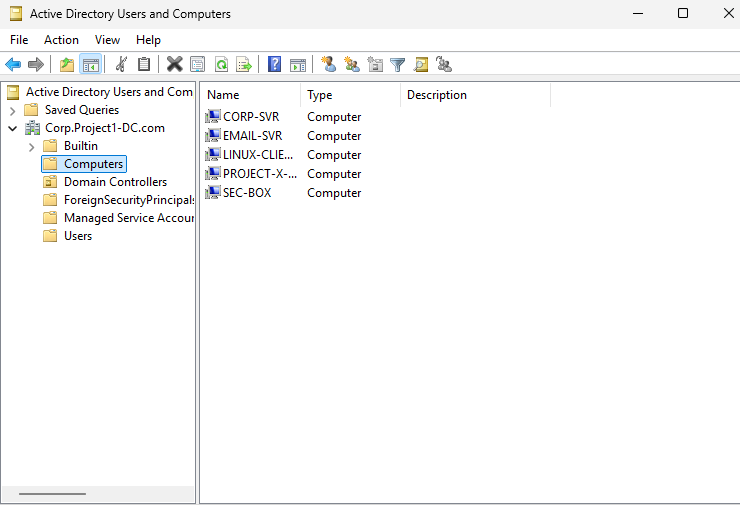 Active Directory Users and Computers
File Action View Help
Active Directory Users and Com
Saved Queries
Corp.Project1-DC.com
Builtin
Computers
Domain Controllers
ForeignSecurityPrincipals
Managed Service Accour
Users
Name Type Description
CORP-SVR Computer
EMAIL-SVR Computer
LINUX-CLIE... Computer
PROJECT-X-... Computer
SEC-BOX Computer